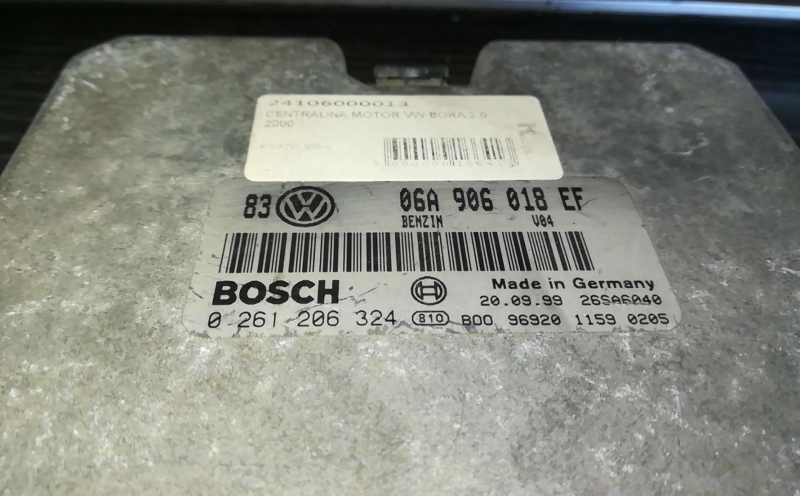 24106000013
CENTRALINA MOTOR VW BORA 2.0
2000
83 VW 06A 906 018 EF
BENZIN V04
BOSCH
Made in Germany
20.09.99 26SA6040
0 261 206 324 810 B00 96920 1159 0205